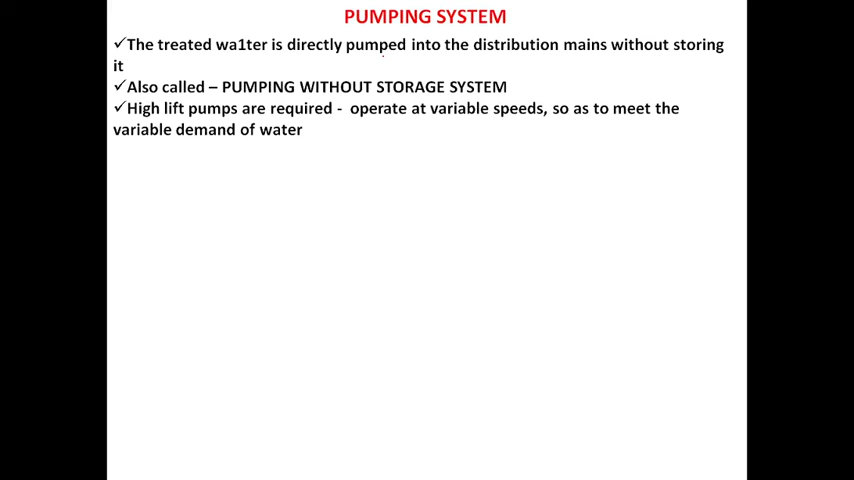 PUMPING SYSTEM
✓The treated wa1ter is directly pumped into the distribution mains without storing
it
✓Also called – PUMPING WITHOUT STORAGE SYSTEM
✓High lift pumps are required - operate at variable speeds, so as to meet the
variable demand of water